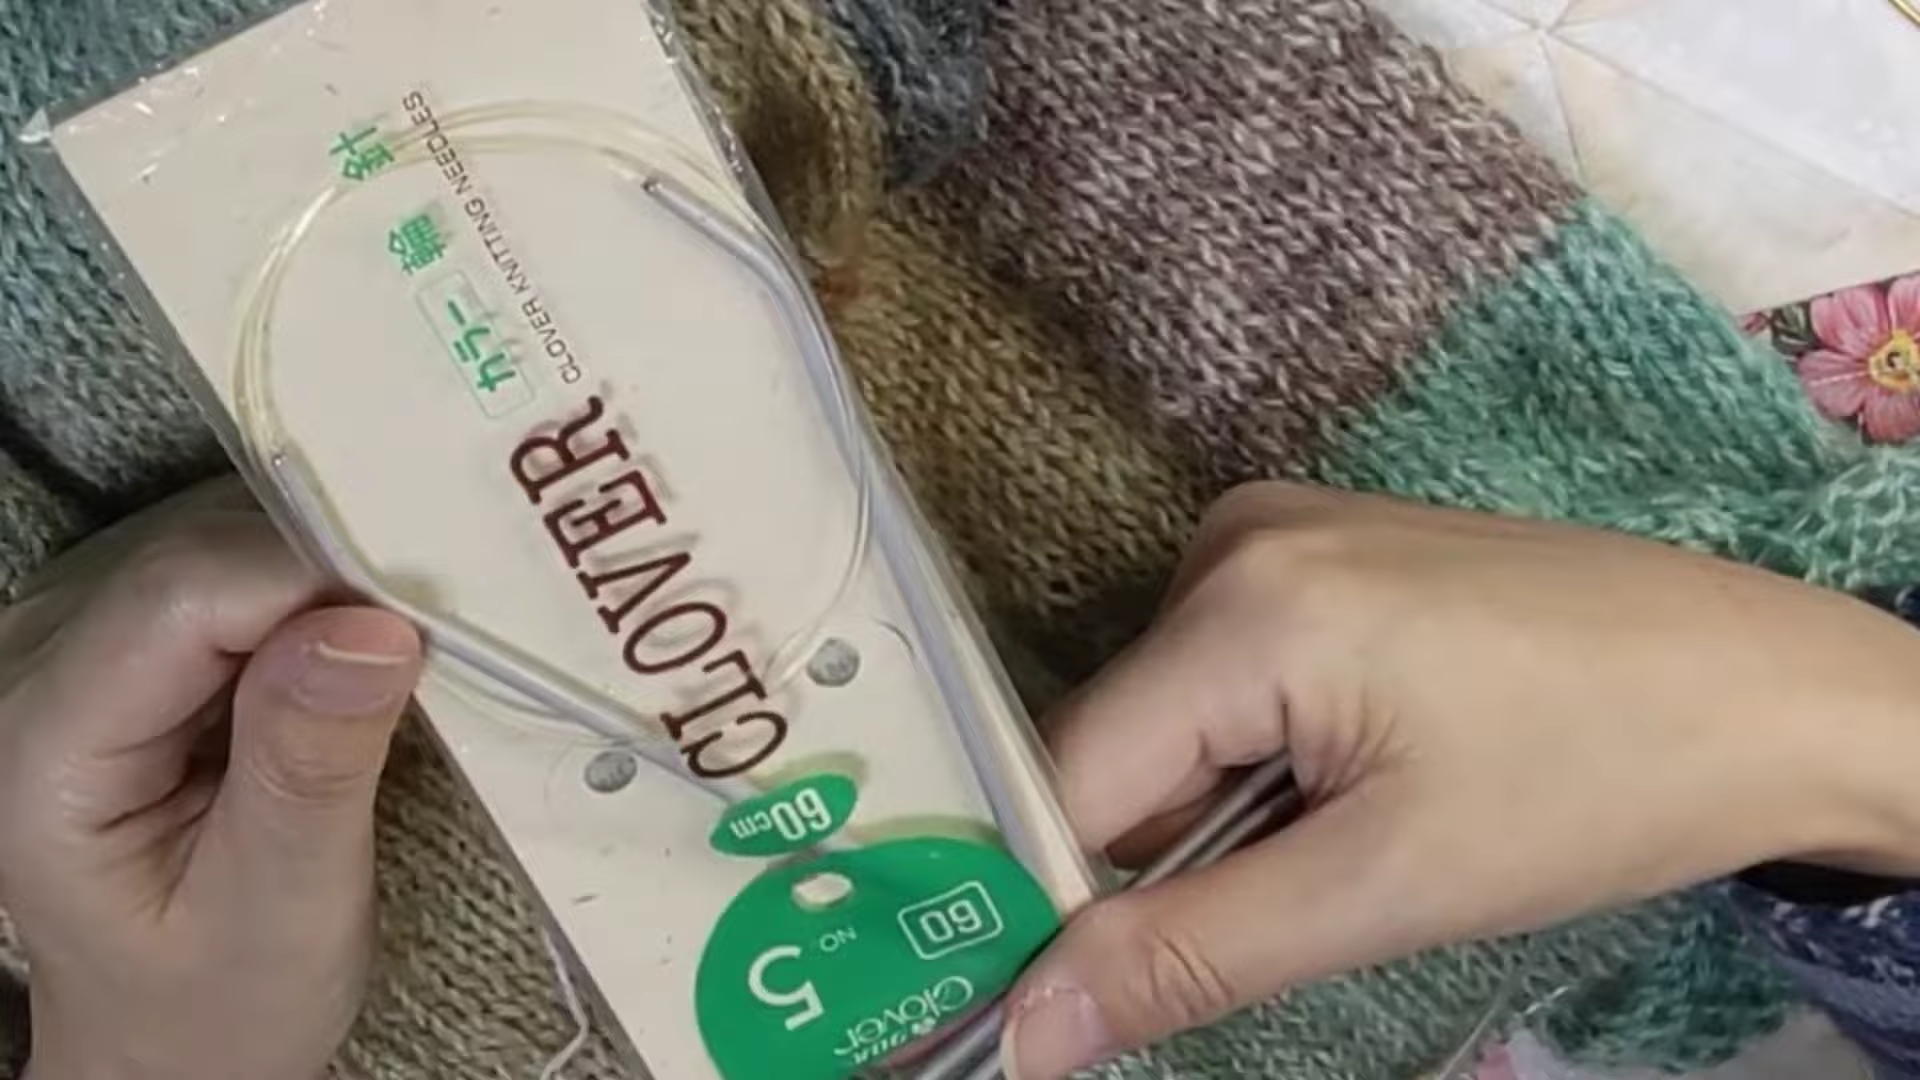 Clover
60
NO. 5
60cm
CLOVER
CLOVER KNITTING NEEDLES
カラー 輪針